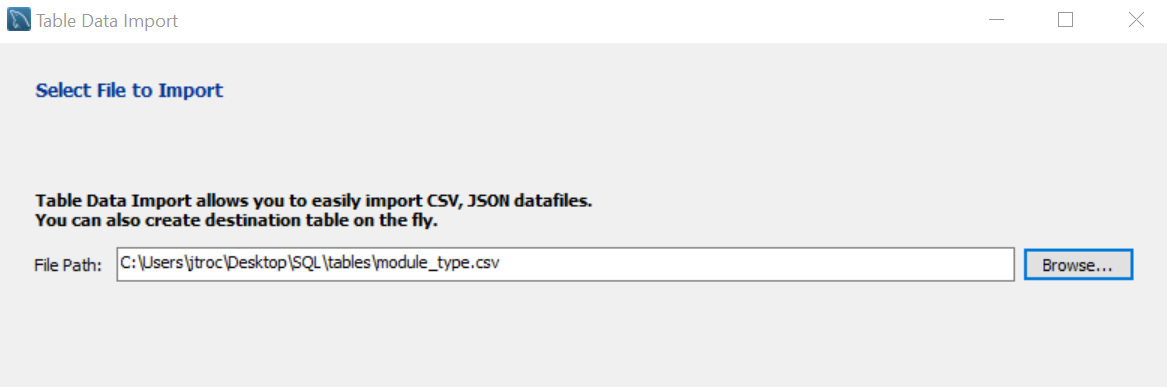 Table Data Import
Select File to Import
Table Data Import allows you to easily import CSV, JSON datafiles.
You can also create destination table on the fly.
File Path: C:\Users\jtroc\Desktop\SQL\tables\module_type.csv Browse...